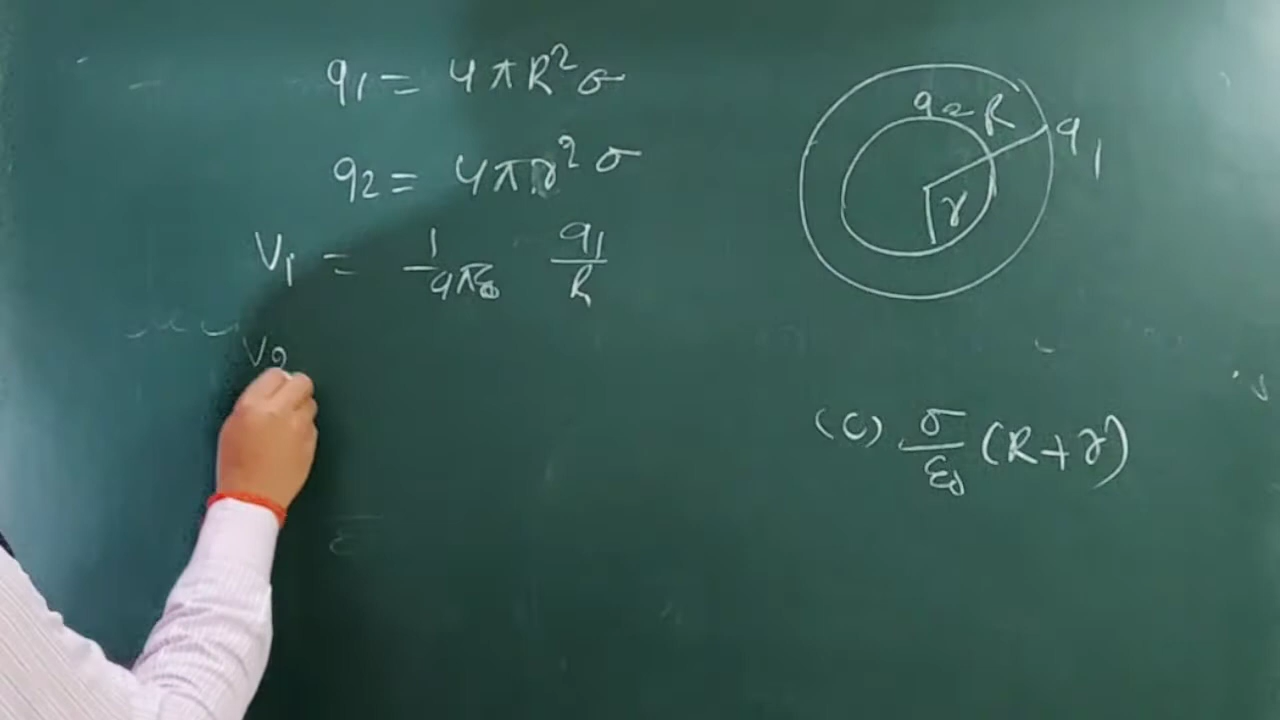 q1 = 4πR²σ
q2 = 4πr²σ
V1 = 1/4πε0 q1/R
V2
q2 R
q1
r
(C) σ/ε0 (R+r)